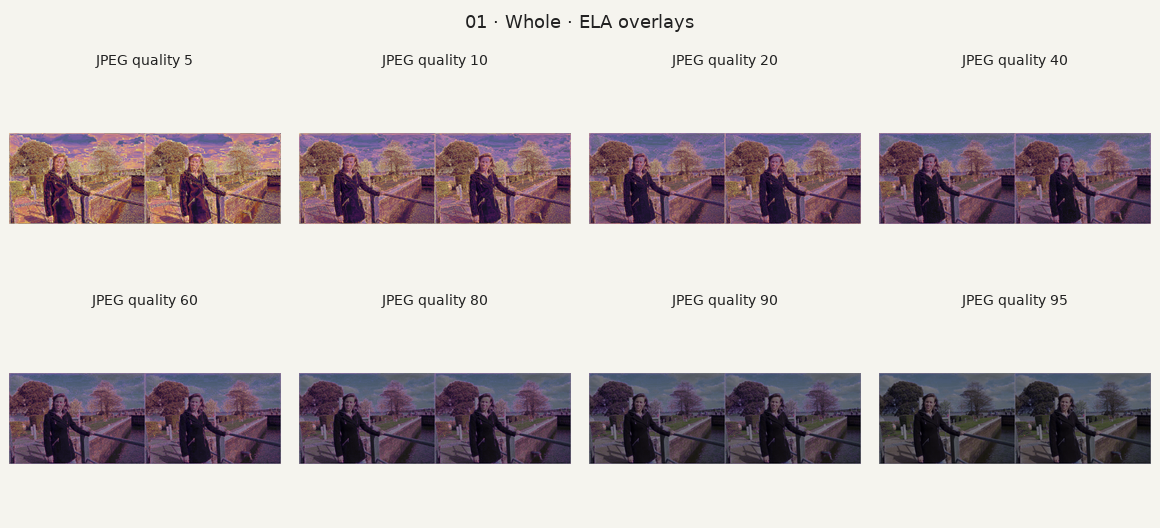 01 · Whole · ELA overlays
JPEG quality 5
JPEG quality 10
JPEG quality 20
JPEG quality 40
JPEG quality 60
JPEG quality 80
JPEG quality 90
JPEG quality 95